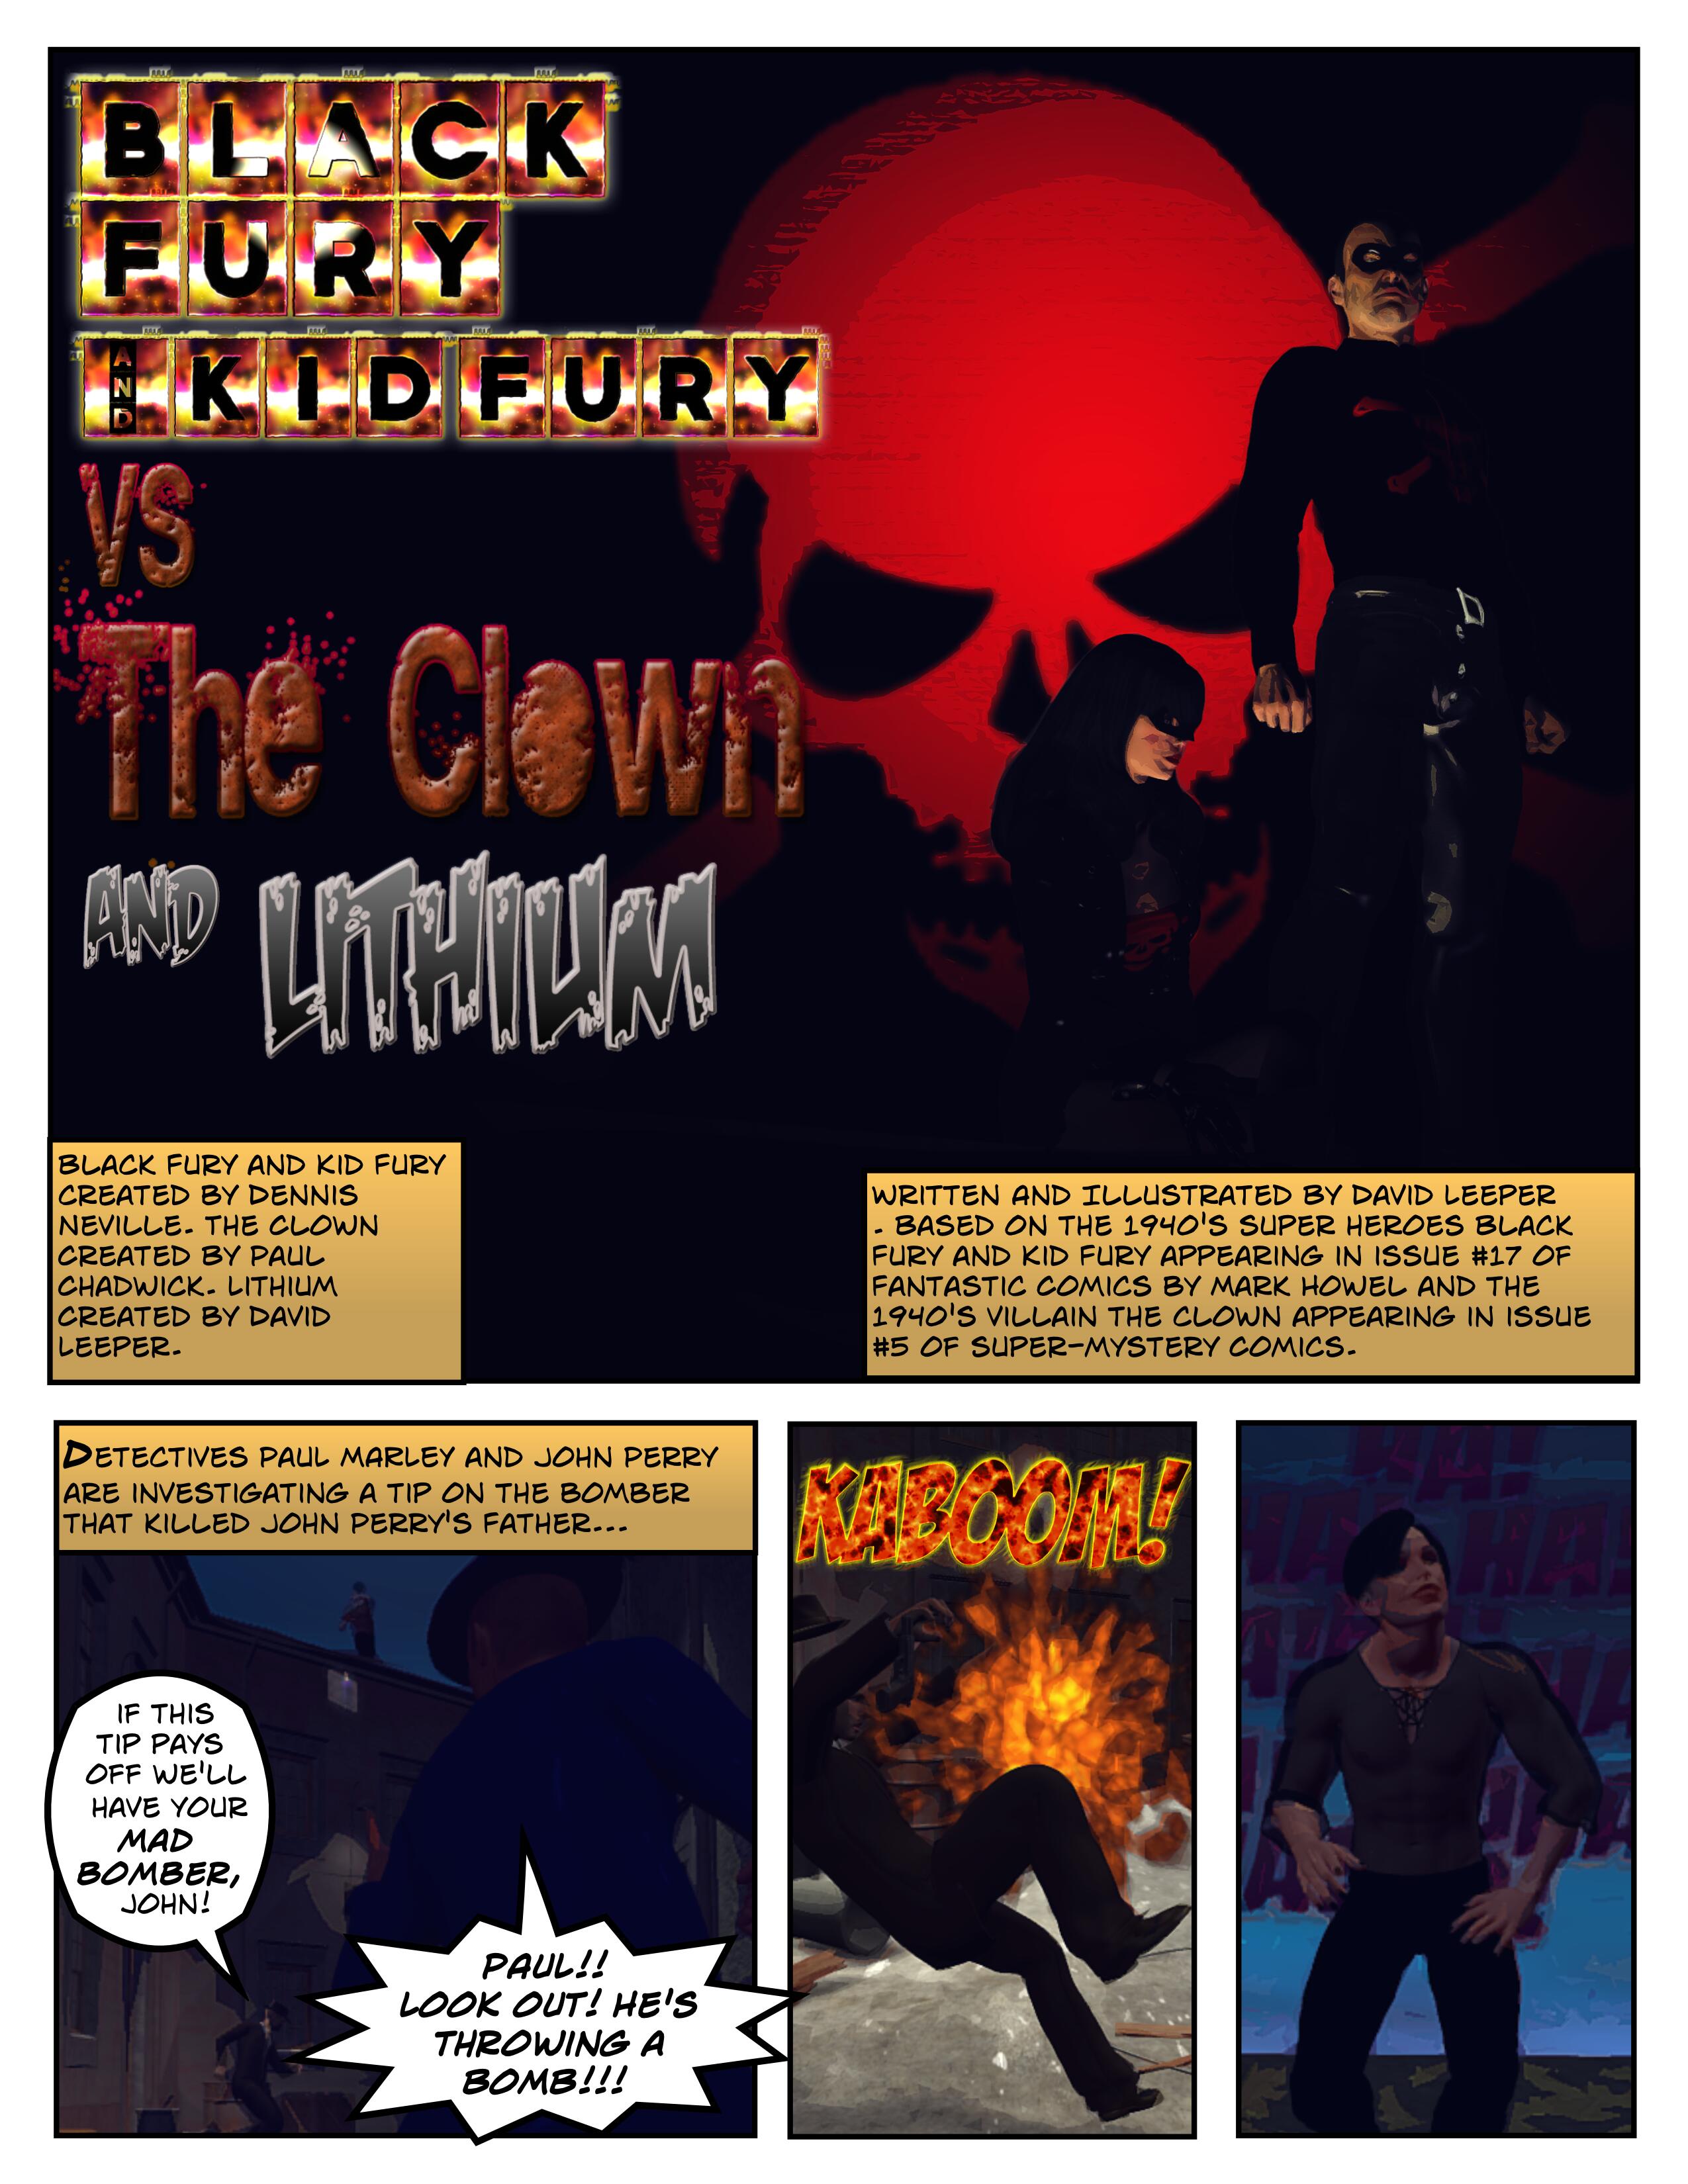 BLACK
FURY
AND KID FURY
VS
The Clown
AND LITHIUM
BLACK FURY AND KID FURY
CREATED BY DENNIS
NEVILLE. THE CLOWN
CREATED BY PAUL
CHADWICK. LITHIUM
CREATED BY DAVID
LEEPER.
WRITTEN AND ILLUSTRATED BY DAVID LEEPER
. BASED ON THE 1940'S SUPER HEROES BLACK
FURY AND KID FURY APPEARING IN ISSUE #17 OF
FANTASTIC COMICS BY MARK HOWEL AND THE
1940'S VILLAIN THE CLOWN APPEARING IN ISSUE
#5 OF SUPER-MYSTERY COMICS.
DETECTIVES PAUL MARLEY AND JOHN PERRY
ARE INVESTIGATING A TIP ON THE BOMBER
THAT KILLED JOHN PERRY'S FATHER...
IF THIS
TIP PAYS
OFF WE'LL
HAVE YOUR
MAD
BOMBER,
JOHN!
PAUL!!
LOOK OUT! HE'S
THROWING A
BOMB!!!
KABOOM!
HA!
HA! HA!